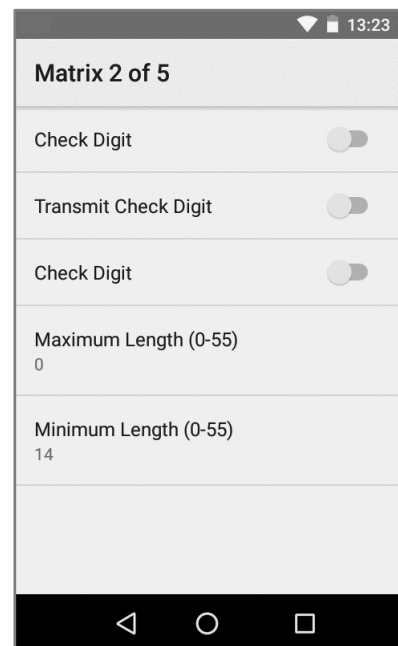 13:23
Matrix 2 of 5
Check Digit
Transmit Check Digit
Check Digit
Maximum Length (0-55)
0
Minimum Length (0-55)
14